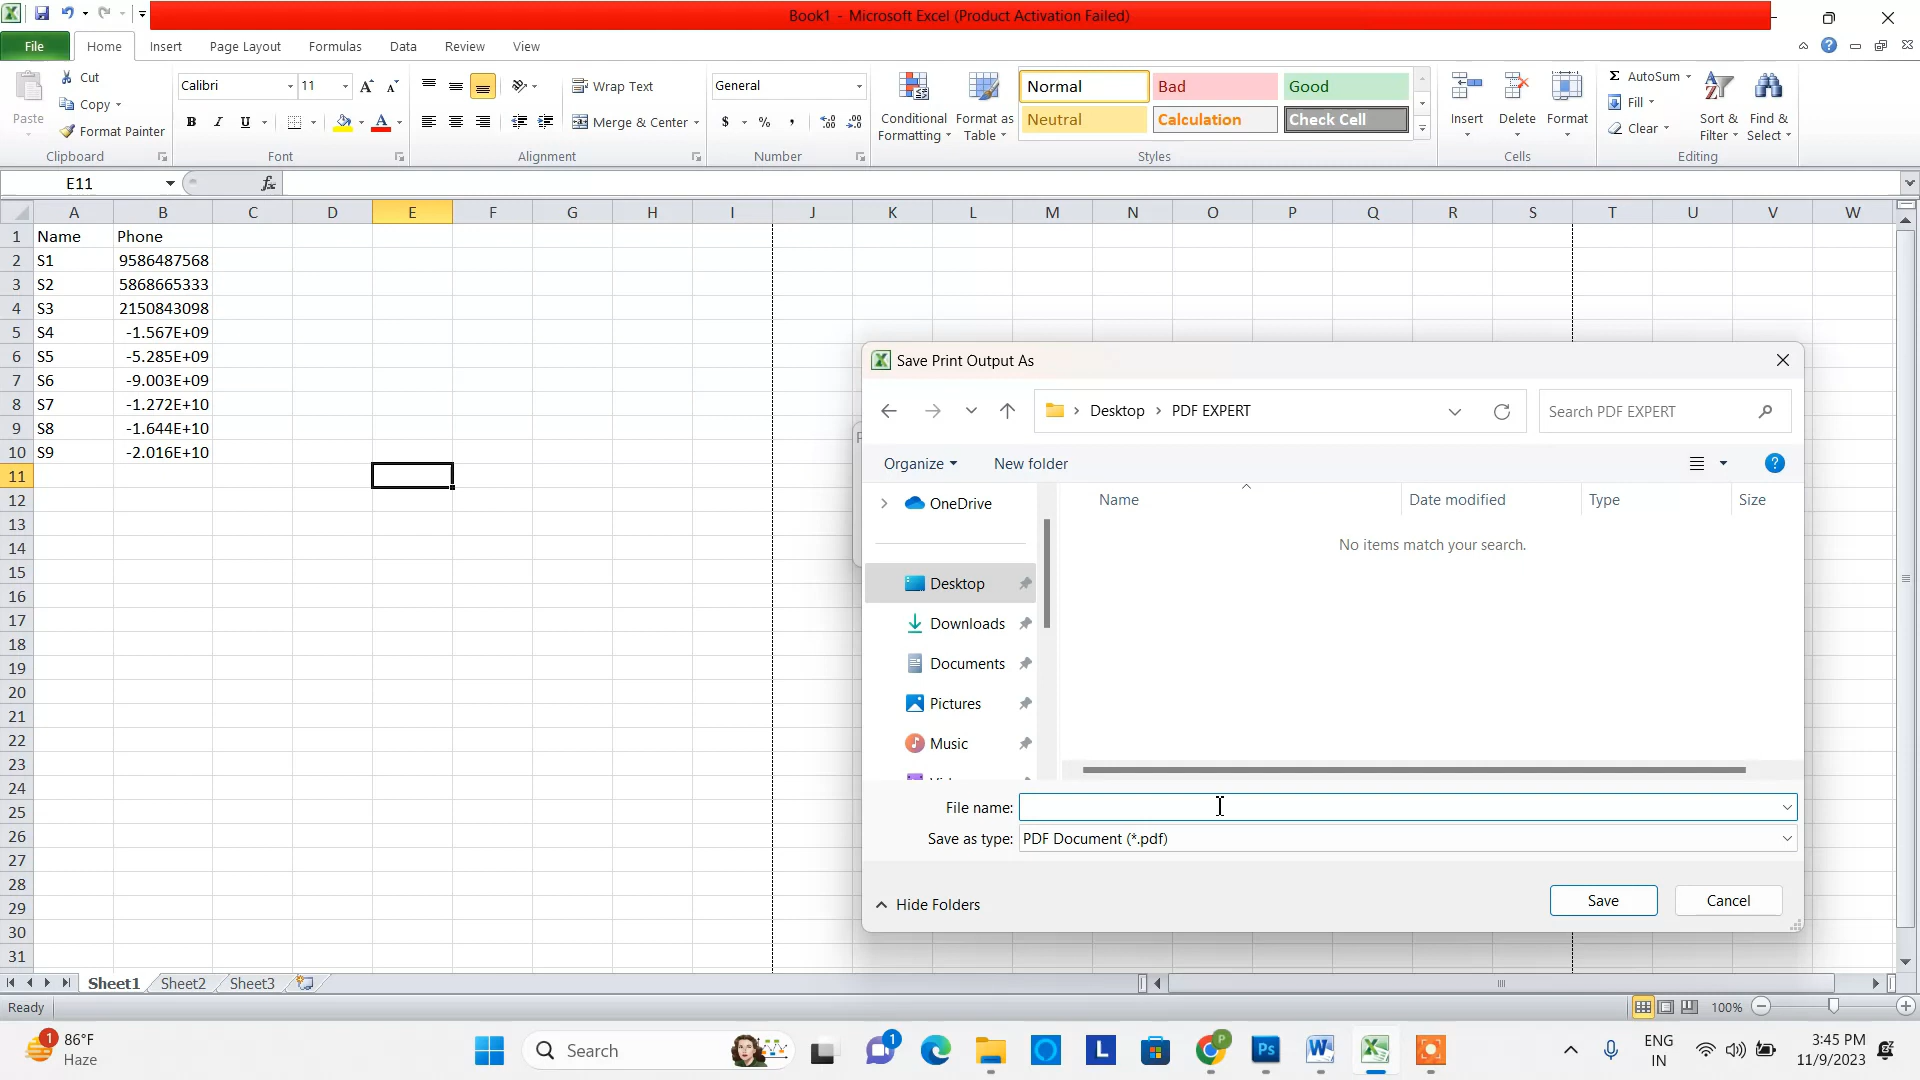 Book1 - Microsoft Excel (Product Activation Failed)
File Home Insert Page Layout Formulas Data Review View
Paste
Cut
Copy
Format Painter
Clipboard
Calibri 11
B I U
Font
Wrap Text
Merge & Center
Alignment
General
$ % ,
Number
Conditional Formatting
Format as Table
Normal Bad Good
Neutral Calculation Check Cell
Styles
Insert Delete Format
Cells
AutoSum
Fill
Clear
Sort & Filter
Find & Select
Editing
E11 fx
A B C D E F G H I J K L M N O P Q R S T U V W
1 Name Phone
2 S1 9586487568
3 S2 5868665333
4 S3 2150843098
5 S4 -1.567E+09
6 S5 -5.285E+09
7 S6 -9.003E+09
8 S7 -1.272E+10
9 S8 -1.644E+10
10 S9 -2.016E+10
11
12
13
14
15
16
17
18
19
20
21
22
23
24
25
26
27
28
29
30
31
Save Print Output As
Desktop > PDF EXPERT
Search PDF EXPERT
Organize New folder
OneDrive
Desktop
Downloads
Documents
Pictures
Music
Name Date modified Type Size
No items match your search.
File name:
Save as type: PDF Document (*.pdf)
Hide Folders
Save Cancel
Sheet1 Sheet2 Sheet3
Ready
100%
1 86°F
Haze
Search
1
L
Ps
ENG
IN
3:45 PM
11/9/2023